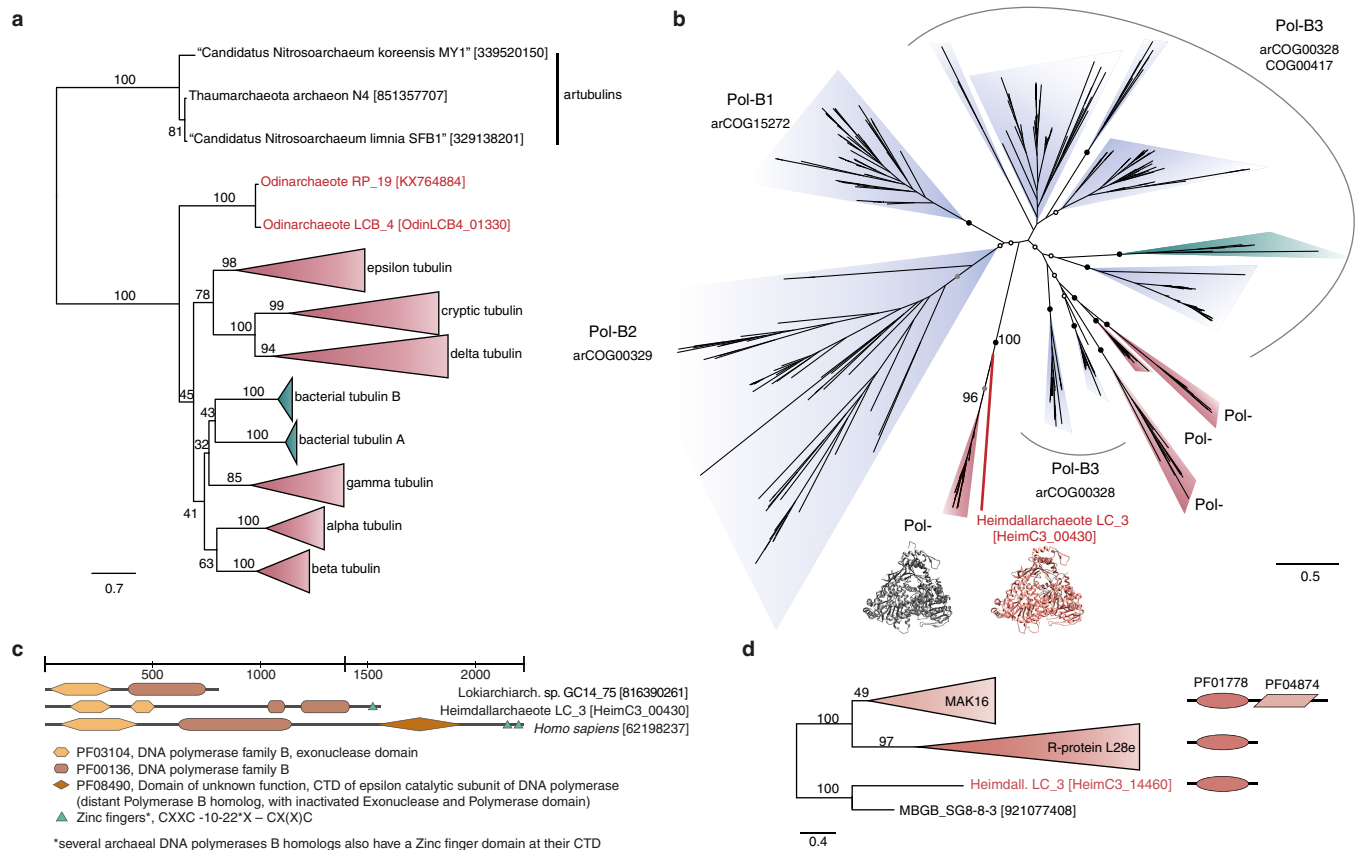 a
"Candidatus Nitrosoarchaeum koreensis MY1" [339520150]
100
Thaumarchaeota archaeon N4 [851357707]
artubulins
81
"Candidatus Nitrosoarchaeum limnia SFB1" [329138201]
Odinarchaeote RP_19 [KX764884]
100
Odinarchaeote LCB_4 [OdinLCB4_01330]
98
epsilon tubulin
100
78
99
cryptic tubulin
100
94
delta tubulin
45
100
bacterial tubulin B
43
100
bacterial tubulin A
32
85
gamma tubulin
41
100
alpha tubulin
63
100
beta tubulin
0.7
b
Pol-B3
arCOG00328
COG00417
Pol-B1
arCOG15272
Pol-B2
arCOG00329
100
96
Pol-
Pol-
Pol-B3
arCOG00328
Pol-
Pol-
Heimdallarchaeote LC_3
[HeimC3_00430]
0.5
c
500
1000
1500
2000
Lokiarchiarch. sp. GC14_75 [816390261]
Heimdallarchaeote LC_3 [HeimC3_00430]
Homo sapiens [62198237]
PF03104, DNA polymerase family B, exonuclease domain
PF00136, DNA polymerase family B
PF08490, Domain of unknown function, CTD of epsilon catalytic subunit of DNA polymerase
(distant Polymerase B homolog, with inactivated Exonuclease and Polymerase domain)
Zinc fingers*, CXXC -10-22*X – CX(X)C
*several archaeal DNA polymerases B homologs also have a Zinc finger domain at their CTD
d
PF01778
PF04874
49
MAK16
100
97
R-protein L28e
Heimdall. LC_3 [HeimC3_14460]
100
MBGB_SG8-8-3 [921077408]
0.4